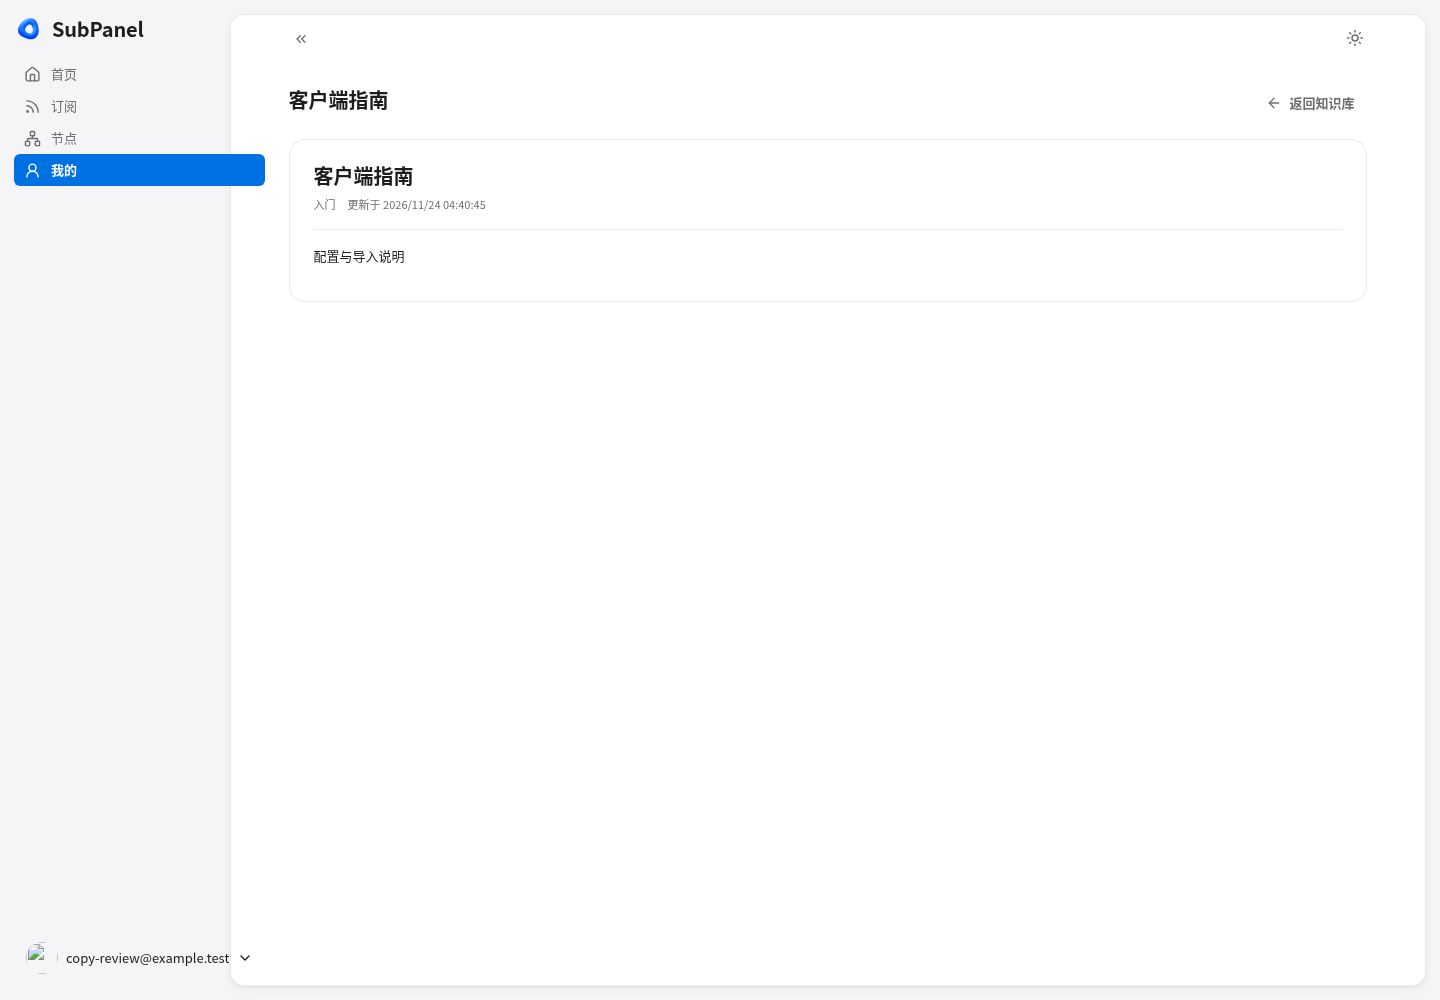 SubPanel
首页
订阅
节点
我的
copy-review@example.test
客户端指南
返回知识库
客户端指南
入门 更新于 2026/11/24 04:40:45
配置与导入说明